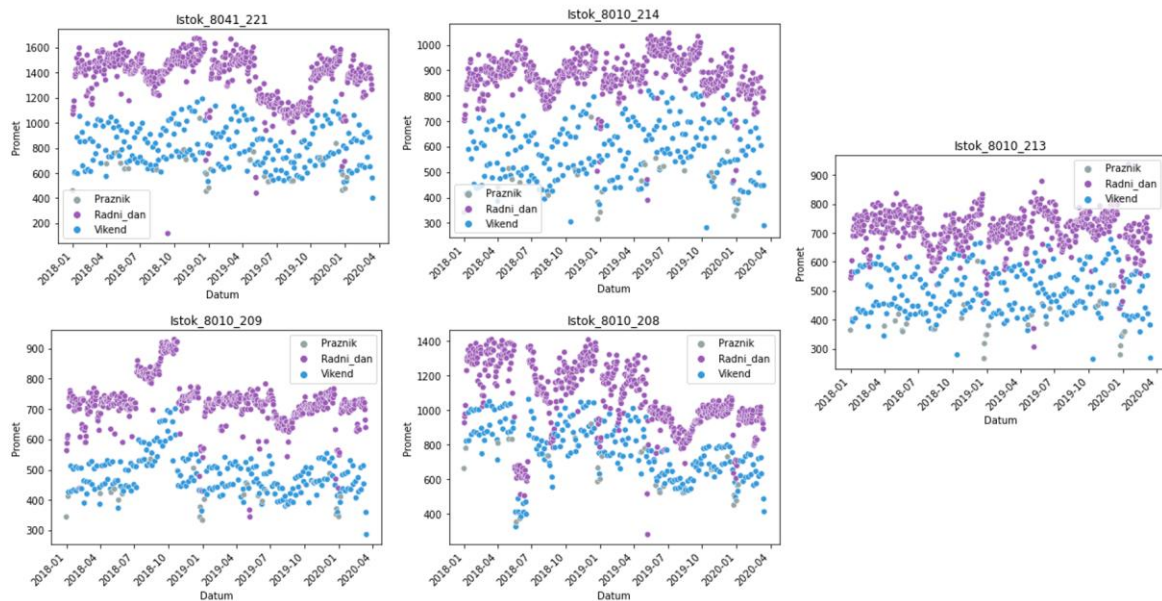 Istok_8041_221
Promet
1600
1400
1200
1000
800
600
400
200
Praznik
Radni_dan
Vikend
2018-01
2018-04
2018-07
2018-10
2019-01
2019-04
2019-07
2019-10
2020-01
2020-04
Datum
Istok_8010_214
Promet
1000
900
800
700
600
500
400
300
Praznik
Radni_dan
Vikend
2018-01
2018-04
2018-07
2018-10
2019-01
2019-04
2019-07
2019-10
2020-01
2020-04
Datum
Istok_8010_213
Promet
900
800
700
600
500
400
300
Praznik
Radni_dan
Vikend
2018-01
2018-04
2018-07
2018-10
2019-01
2019-04
2019-07
2019-10
2020-01
2020-04
Datum
Istok_8010_209
Promet
900
800
700
600
500
400
300
Praznik
Radni_dan
Vikend
2018-01
2018-04
2018-07
2018-10
2019-01
2019-04
2019-07
2019-10
2020-01
2020-04
Datum
Istok_8010_208
Promet
1400
1200
1000
800
600
400
Praznik
Radni_dan
Vikend
2018-01
2018-04
2018-07
2018-10
2019-01
2019-04
2019-07
2019-10
2020-01
2020-04
Datum